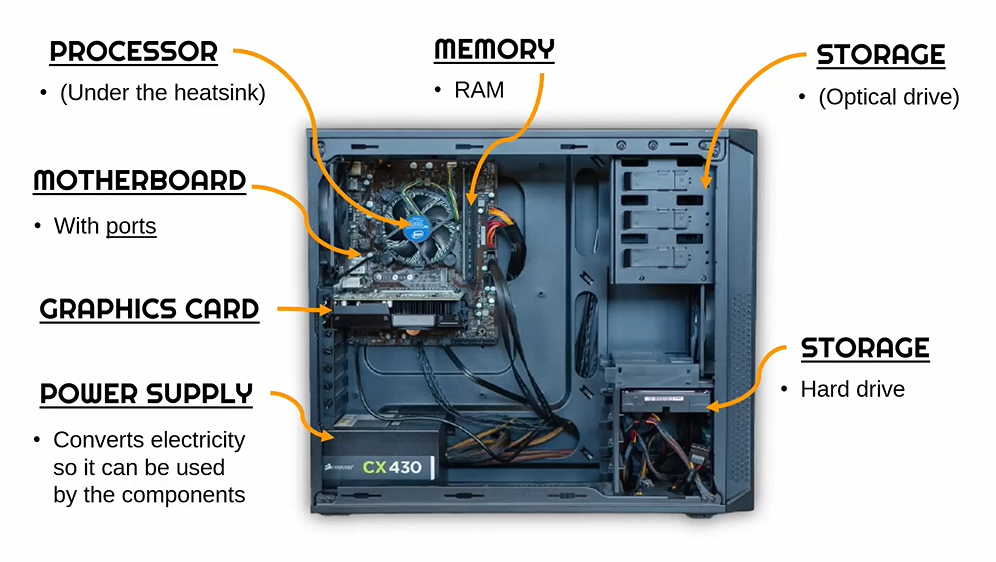 PROCESSOR
• (Under the heatsink)
MEMORY
• RAM
STORAGE
• (Optical drive)
MOTHERBOARD
• With ports
GRAPHICS CARD
POWER SUPPLY
• Converts electricity
so it can be used
by the components
STORAGE
• Hard drive
CORSAIR
CX430